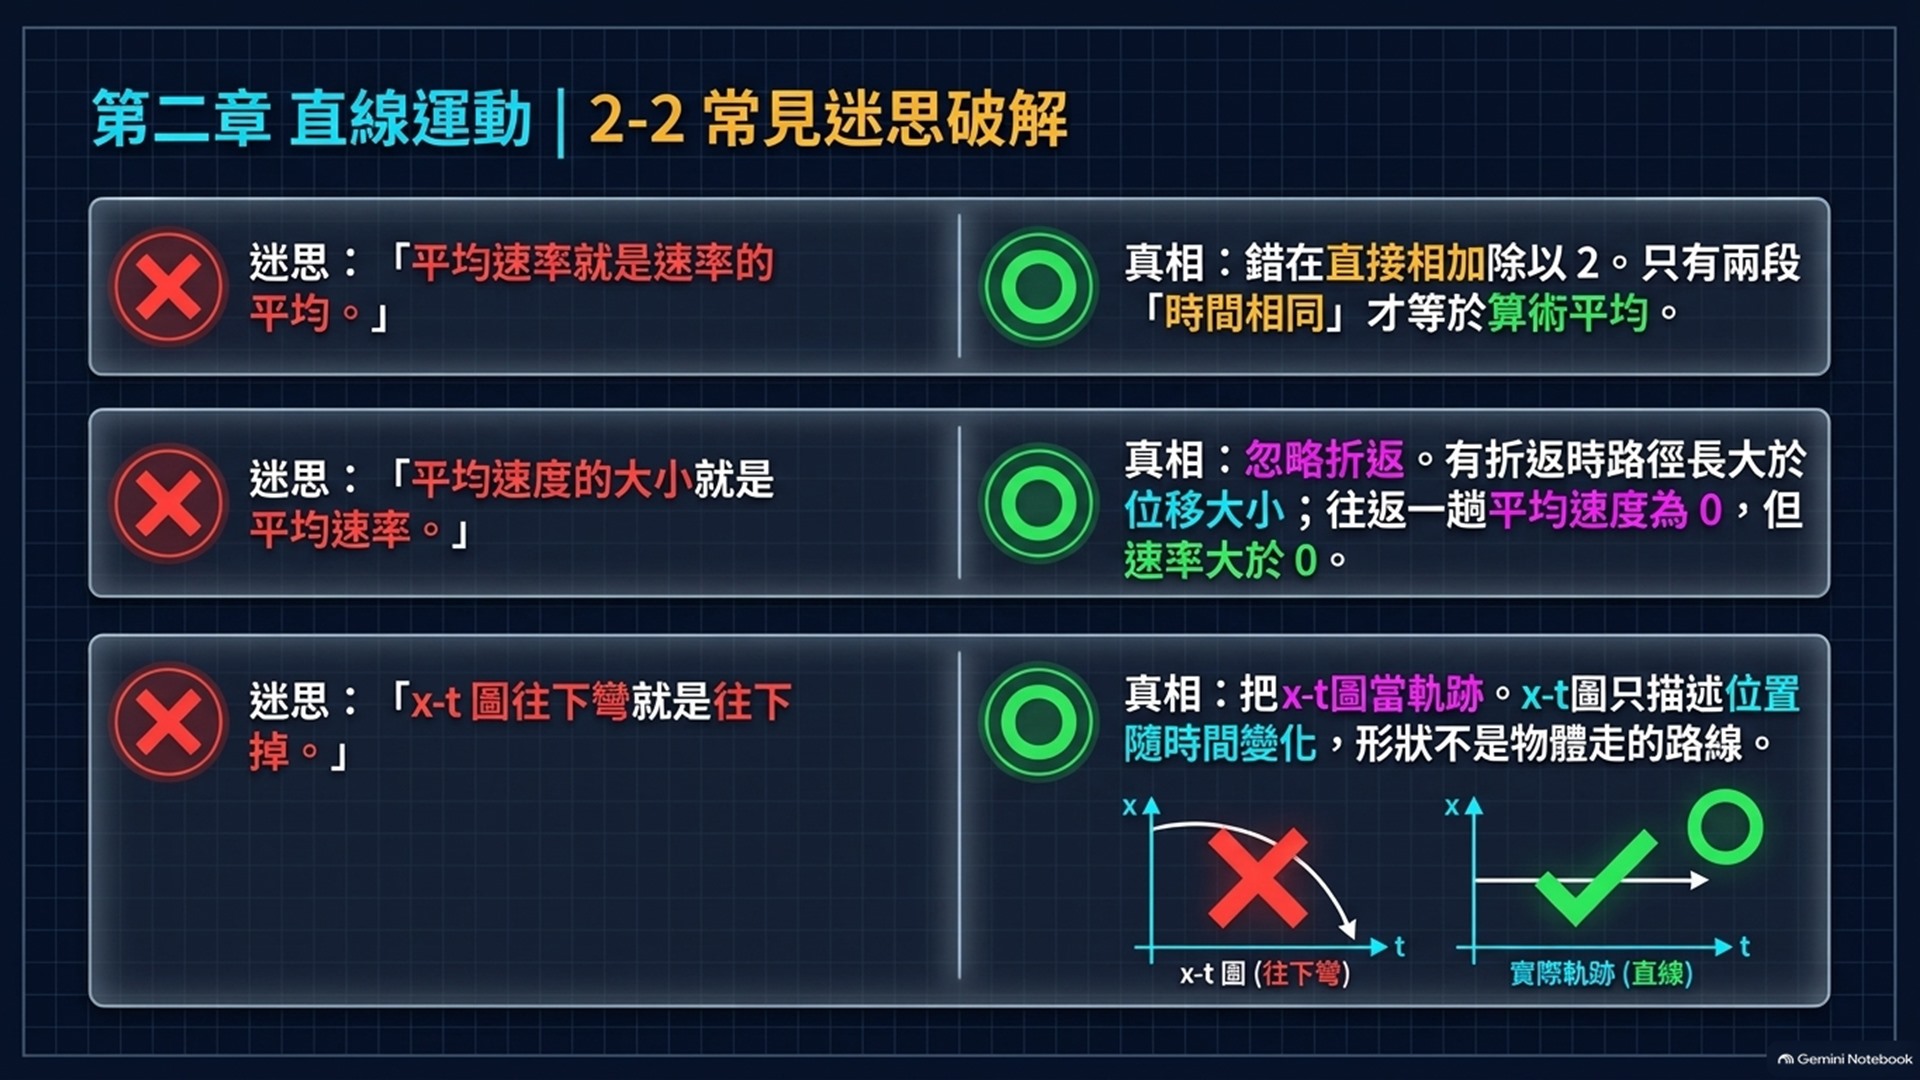 第二章 直線運動 | 2-2 常見迷思破解
迷思：「平均速率就是速率的
平均。」
真相：錯在直接相加除以 2。只有兩段
「時間相同」才等於算術平均。
迷思：「平均速度的大小就是
平均速率。」
真相：忽略折返。有折返時路徑長大於
位移大小；往返一趟平均速度為 0，但
速率大於 0。
迷思：「x-t 圖往下彎就是往下
掉。」
真相：把x-t圖當軌跡。x-t圖只描述位置
隨時間變化，形狀不是物體走的路線。
x
t
x-t 圖 (往下彎)
x
t
實際軌跡 (直線)
Gemini Notebook